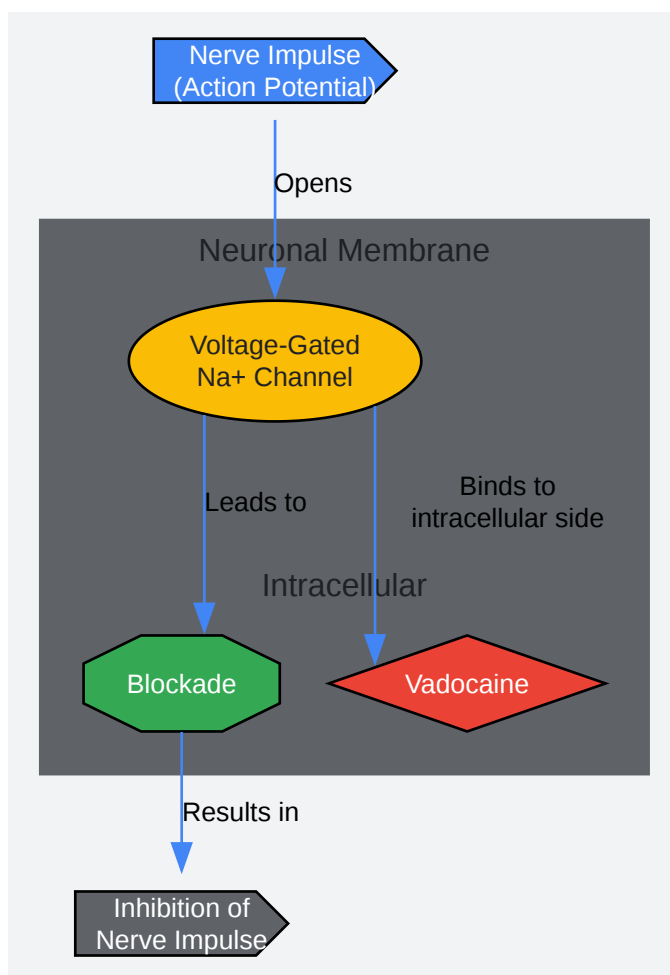 Nerve Impulse
(Action Potential)
Opens
Neuronal Membrane
Voltage-Gated
Na+ Channel
Leads to
Binds to
intracellular side
Intracellular
Blockade
Vadocaine
Results in
Inhibition of
Nerve Impulse